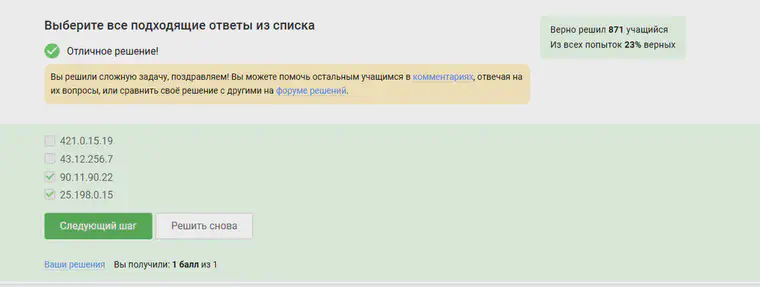 Выберите все подходящие ответы из списка
Отличное решение!
Вы решили сложную задачу, поздравляем! Вы можете помочь остальным учащимся в комментариях, отвечая на
их вопросы, или сравнить своё решение с другими на форуме решений.
Верно решил 871 учащийся
Из всех попыток 23% верных
421.0.15.19
43.12.256.7
90.11.90.22
25.198.0.15
Следующий шаг
Решить снова
Ваши решения Вы получили: 1 балл из 1